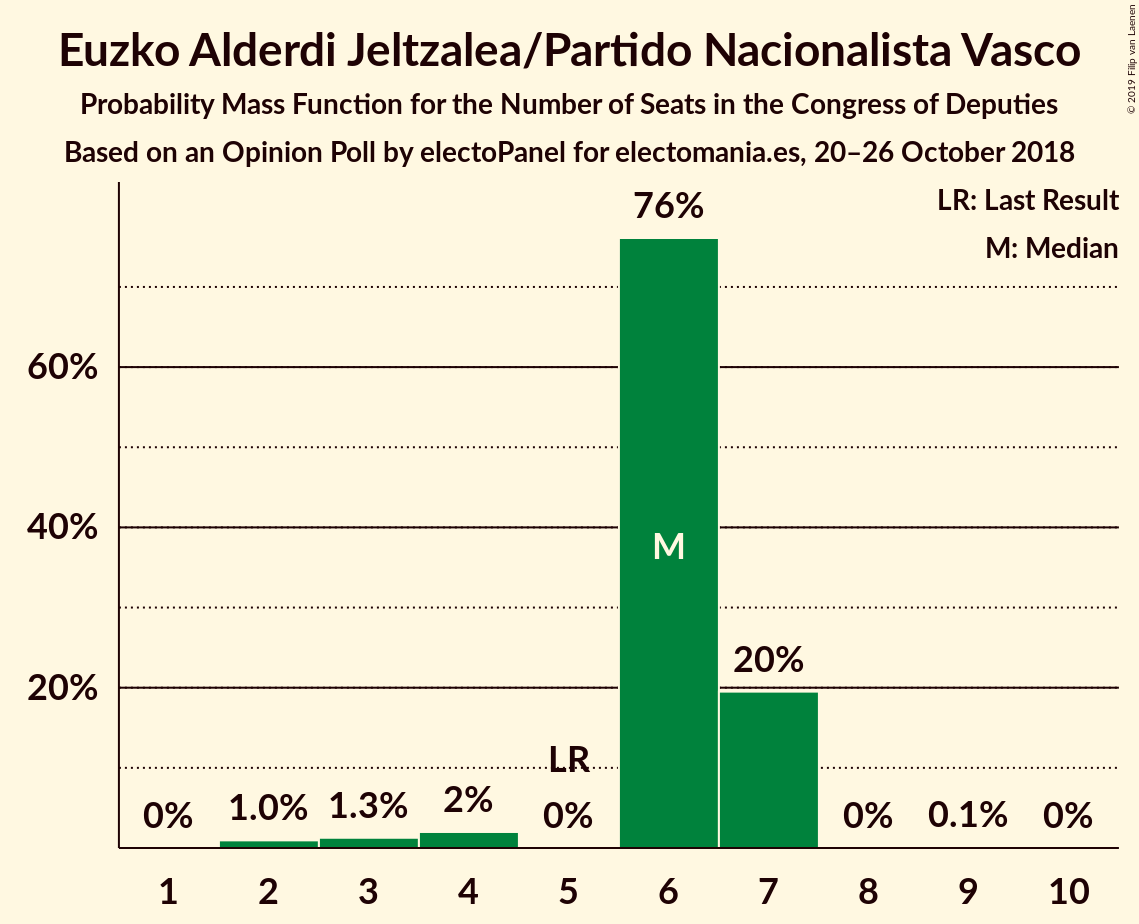 Euzko Alderdi Jeltzalea/Partido Nacionalista Vasco
Probability Mass Function for the Number of Seats in the Congress of Deputies
Based on an Opinion Poll by electoPanel for electomania.es, 20–26 October 2018
© 2019 Filip van Laenen
LR: Last Result
M: Median
60%
40%
20%
0%
1.0%
1.3%
2%
LR
0%
76%
M
20%
0%
0.1%
0%
1 2 3 4 5 6 7 8 9 10